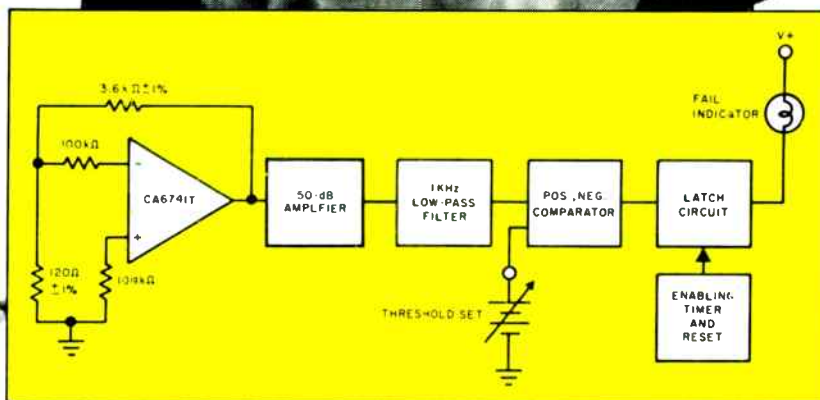 V+
3.6kΩ±1%
FAIL
INDICATOR
100kΩ
-
CA6741T
+
50-dB
AMPLFIER
1KHz
LOW-PASS
FILTER
POS, NEG.
COMPARATOR
LATCH
CIRCUIT
120Ω
±1%
THRESHOLD SET
ENABLING
TIMER
AND
RESET